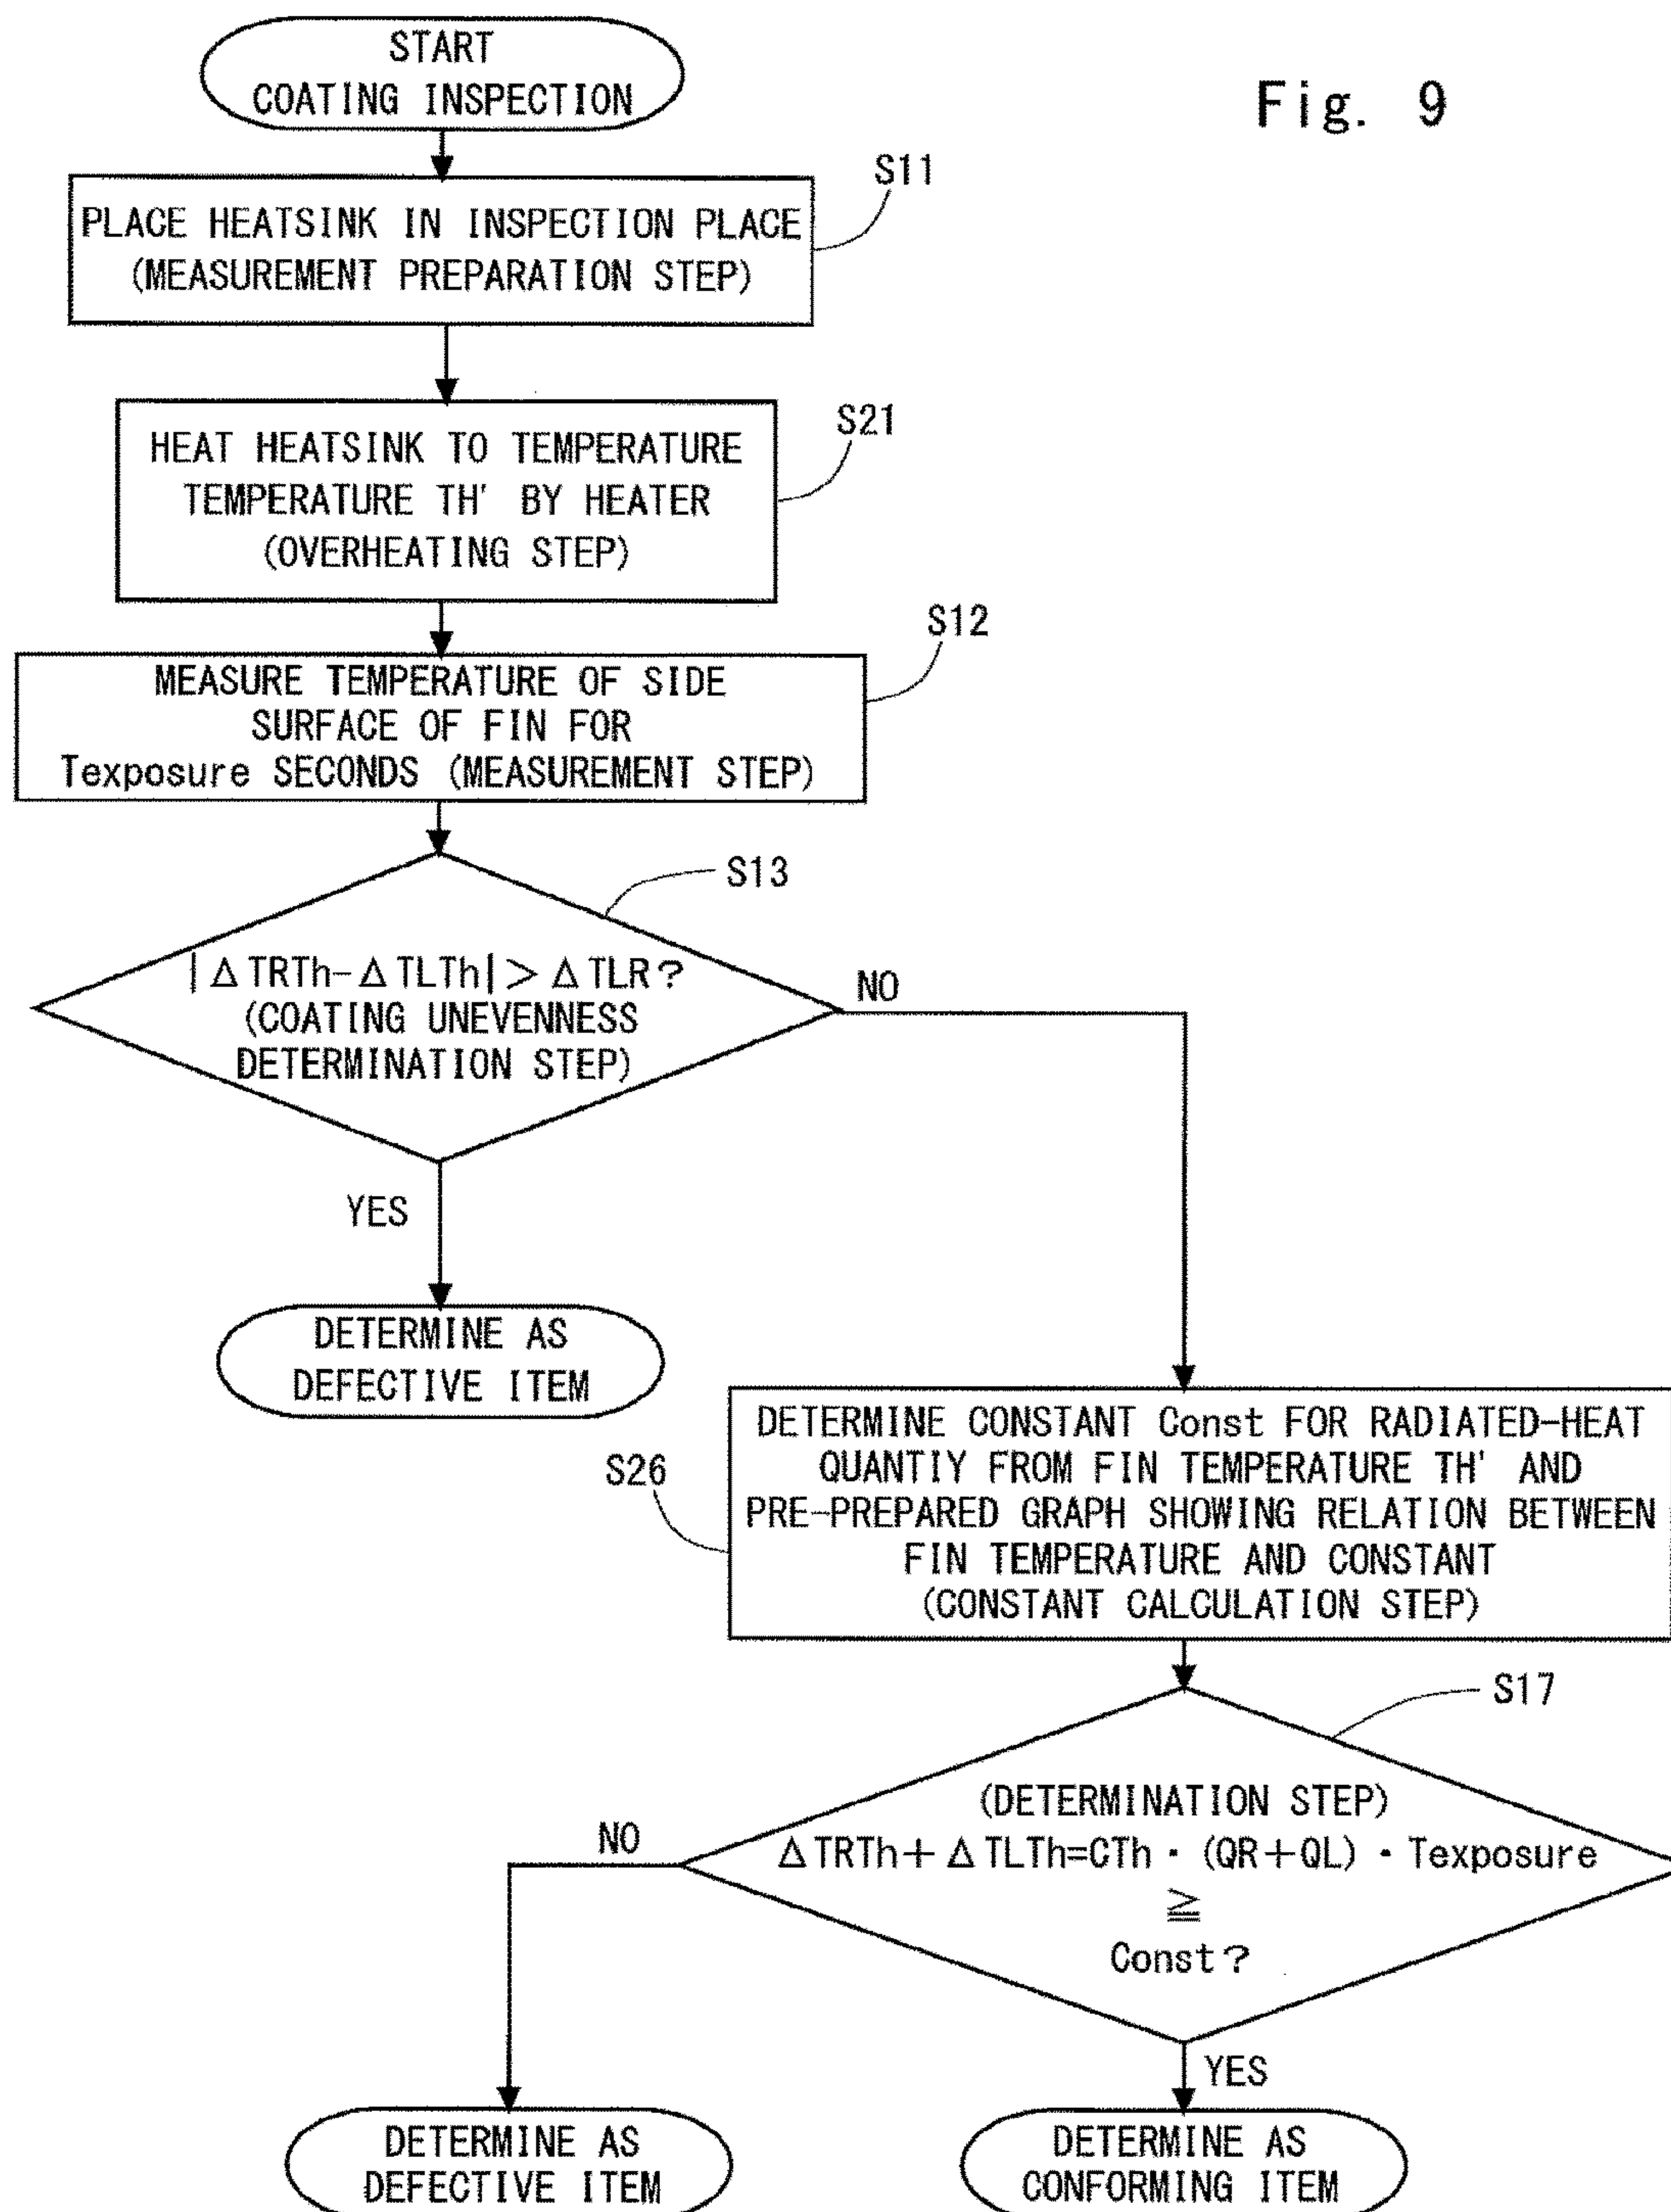 START
COATING INSPECTION
Fig. 9
S11
PLACE HEATSINK IN INSPECTION PLACE
(MEASUREMENT PREPARATION STEP)
S21
HEAT HEATSINK TO TEMPERATURE
TEMPERATURE TH' BY HEATER
(OVERHEATING STEP)
S12
MEASURE TEMPERATURE OF SIDE
SURFACE OF FIN FOR
Texposure SECONDS (MEASUREMENT STEP)
S13
|ΔTRTh-ΔTLTh|>ΔTLR?
(COATING UNEVENNESS
DETERMINATION STEP)
NO
YES
DETERMINE AS
DEFECTIVE ITEM
S26
DETERMINE CONSTANT Const FOR RADIATED-HEAT
QUANTIY FROM FIN TEMPERATURE TH' AND
PRE-PREPARED GRAPH SHOWING RELATION BETWEEN
FIN TEMPERATURE AND CONSTANT
(CONSTANT CALCULATION STEP)
S17
(DETERMINATION STEP)
ΔTRTh+ΔTLTh=CTh・(QR+QL)・Texposure
≧
Const?
NO
YES
DETERMINE AS
DEFECTIVE ITEM
DETERMINE AS
CONFORMING ITEM